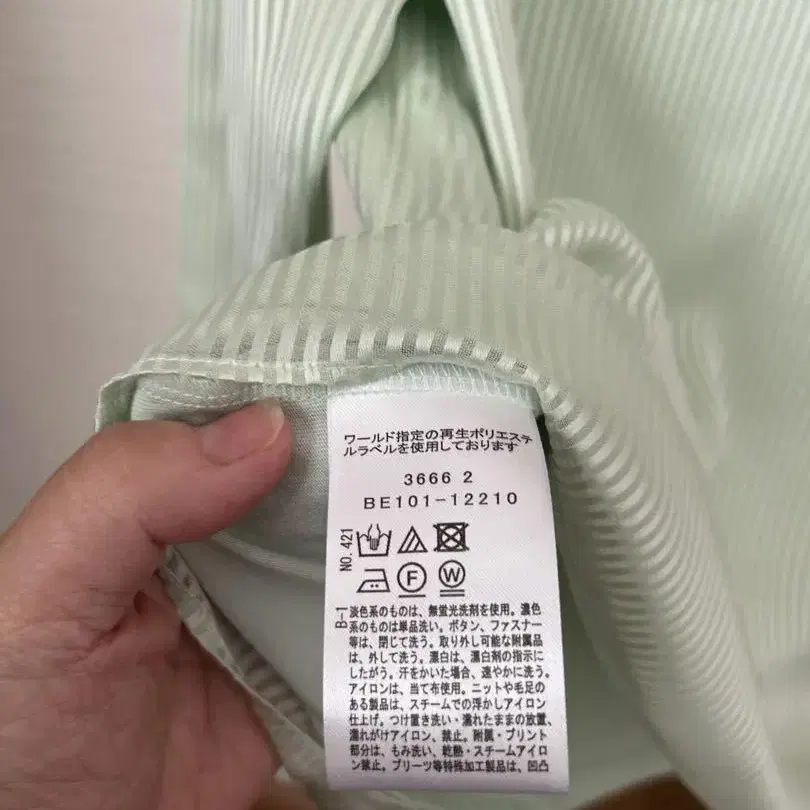 ワールド指定の再生ポリエステ
ルラベルを使用しております
3666 2
BE101-12210
NO.421
F W
B-1
淡色系のものは、無蛍光洗剤を使用。濃色
系のものは単品洗い。ボタン、ファスナー
等は、閉じて洗う。取り外し可能な附属品
は、外して洗う。漂白は、漂白剤の指示に
したがう。汗をかいた場合、速やかに洗う。
アイロンは、当て布使用。ニットや毛足の
ある製品は、スチームでの浮かしアイロン
仕上げ。つけ置き洗い・濡れたままの放置、
濡れがけアイロン、禁止。附属・プリント
部分は、もみ洗い、乾熱・スチームアイロ
ン禁止。プリーツ等特殊加工製品は、凹凸